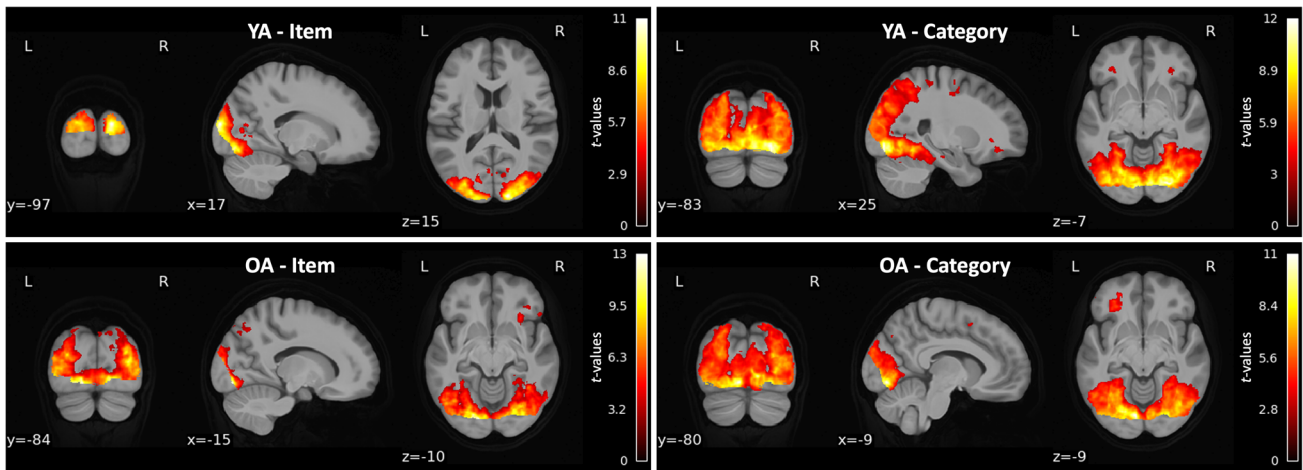 YA - Item
L R L R
y=-97 x=17 z=15
11
8.6
5.7
2.9
0
t-values
YA - Category
L R L R
y=-83 x=25 z=-7
12
8.9
5.9
3
0
t-values
OA - Item
L R L R
y=-84 x=-15 z=-10
13
9.5
6.3
3.2
0
t-values
OA - Category
L R L R
y=-80 x=-9 z=-9
11
8.4
5.6
2.8
0
t-values